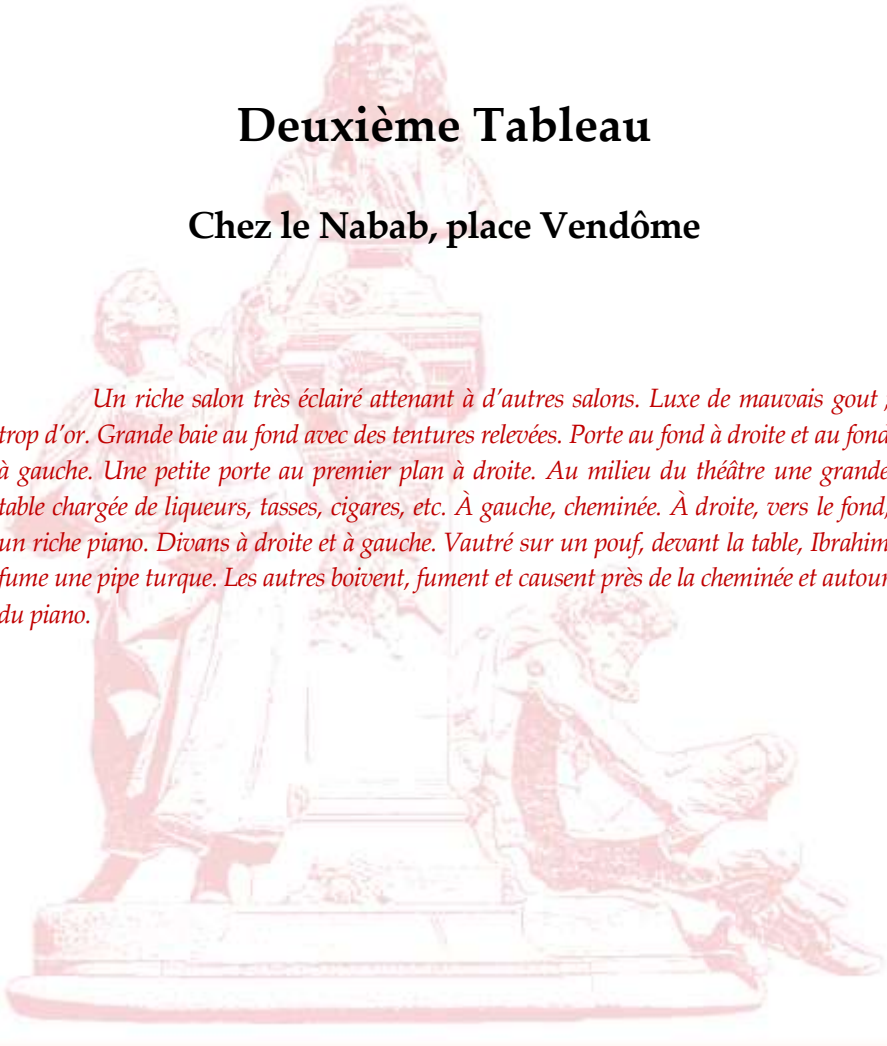 Deuxième Tableau
Chez le Nabab, place Vendôme
Un riche salon très éclairé attenant à d’autres salons. Luxe de mauvais gout ,
trop d’or. Grande baie au fond avec des tentures relevées. Porte au fond à droite et au fond
à gauche. Une petite porte au premier plan à droite. Au milieu du théâtre une grande
table chargée de liqueurs, tasses, cigares, etc. À gauche, cheminée. À droite, vers le fond,
un riche piano. Divans à droite et à gauche. Vautré sur un pouf, devant la table, Ibrahim
fume une pipe turque. Les autres boivent, fument et causent près de la cheminée et autour
du piano.